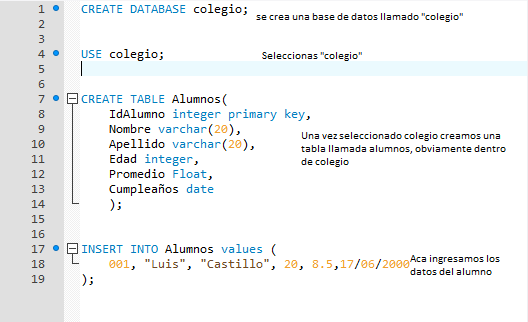 1 CREATE DATABASE colegio;
se crea una base de datos llamado "colegio"
2
3
4 USE colegio;
Seleccionas "colegio"
5
6
7 CREATE TABLE Alumnos(
8 IdAlumno integer primary key,
9 Nombre varchar(20),
10 Apellido varchar(20),
11 Edad integer,
12 Promedio Float,
13 Cumpleaños date
14 );
Una vez seleccionado colegio creamos una
tabla llamada alumnos, obviamente dentro
de colegio
15
16
17 INSERT INTO Alumnos values (
18 001, "Luis", "Castillo", 20, 8.5,17/06/2000
19 );
Aca ingresamos los
datos del alumno